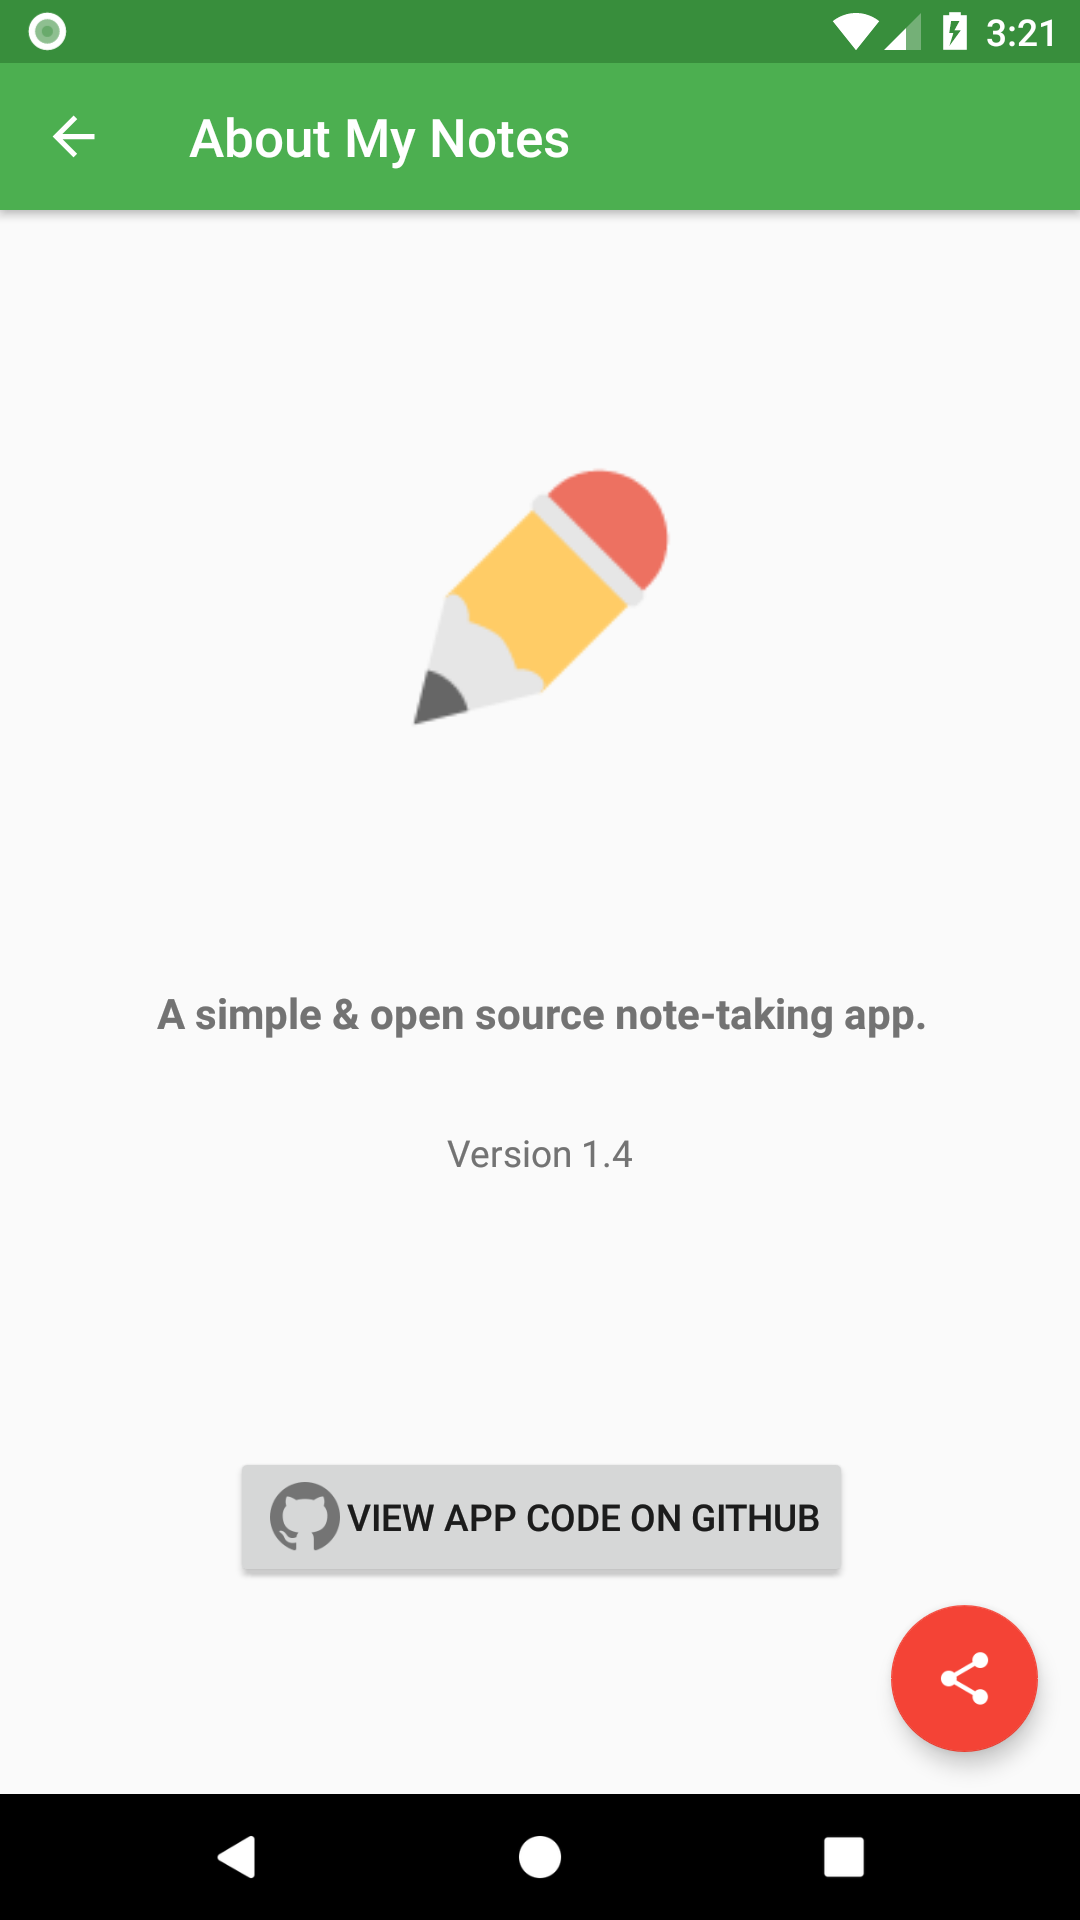 3:21
About My Notes
A simple & open source note-taking app.
Version 1.4
VIEW APP CODE ON GITHUB